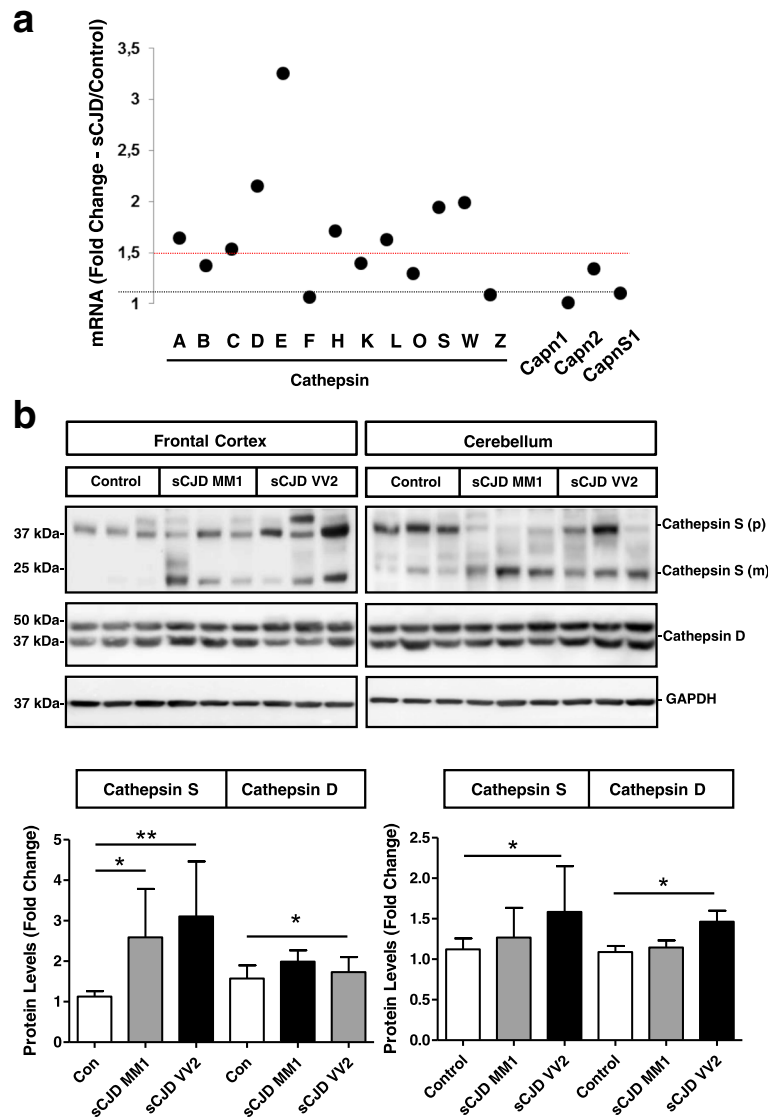 a
mRNA (Fold Change - sCJD/Control)
3,5
3
2,5
2
1,5
1
A B C D E F H K L O S W Z Capn1 Capn2 CapnS1
Cathepsin
b
Frontal Cortex Cerebellum
Control sCJD MM1 sCJD VV2 Control sCJD MM1 sCJD VV2
37 kDa-
25 kDa-
-Cathepsin S (p)
-Cathepsin S (m)
50 kDa-
37 kDa-
-Cathepsin D
37 kDa-
- GAPDH
Cathepsin S Cathepsin D
Protein Levels (Fold Change)
5
4
3
2
1
0
*
**
*
Con sCJD MM1 sCJD VV2 Con sCJD MM1 sCJD VV2
Cathepsin S Cathepsin D
Protein Levels (Fold Change)
2.5
2.0
1.5
1.0
0.5
0.0
*
*
Control sCJD MM1 sCJD VV2 Control sCJD MM1 sCJD VV2